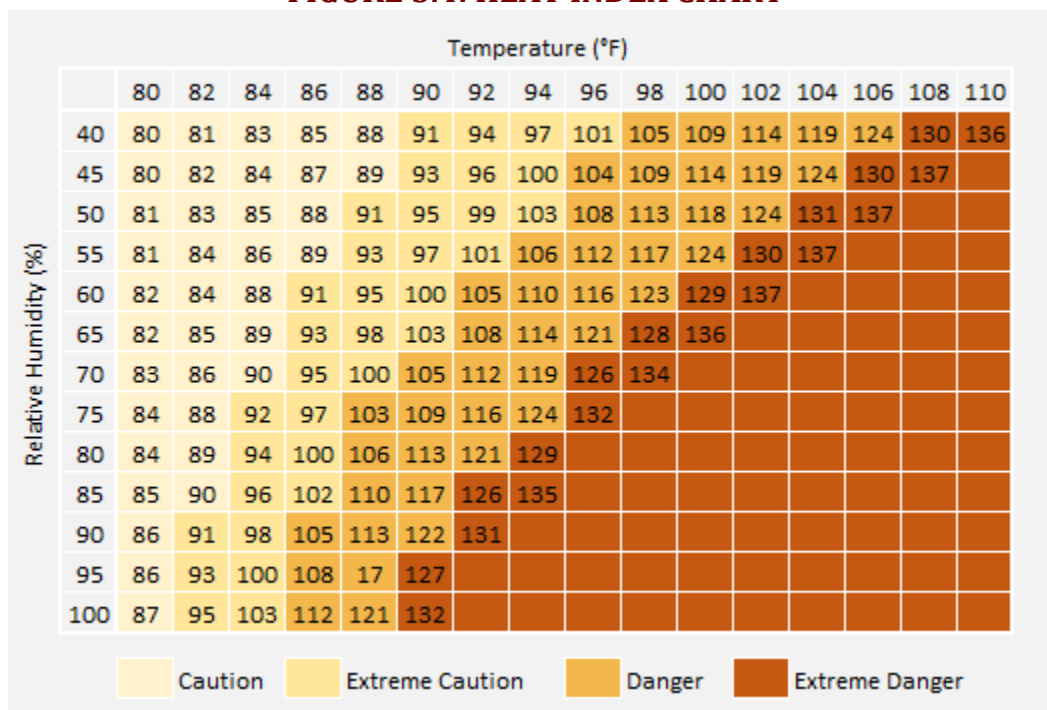 FIGURE 3.1: HEAT INDEX CHART
Temperature (°F)
80 82 84 86 88 90 92 94 96 98 100 102 104 106 108 110
40 80 81 83 85 88 91 94 97 101 105 109 114 119 124 130 136
45 80 82 84 87 89 93 96 100 104 109 114 119 124 130 137
50 81 83 85 88 91 95 99 103 108 113 118 124 131 137
55 81 84 86 89 93 97 101 106 112 117 124 130 137
60 82 84 88 91 95 100 105 110 116 123 129 137
65 82 85 89 93 98 103 108 114 121 128 136
70 83 86 90 95 100 105 112 119 126 134
75 84 88 92 97 103 109 116 124 132
80 84 89 94 100 106 113 121 129
85 85 90 96 102 110 117 126 135
90 86 91 98 105 113 122 131
95 86 93 100 108 17 127
100 87 95 103 112 121 132
Relative Humidity (%)
Caution Extreme Caution Danger Extreme Danger